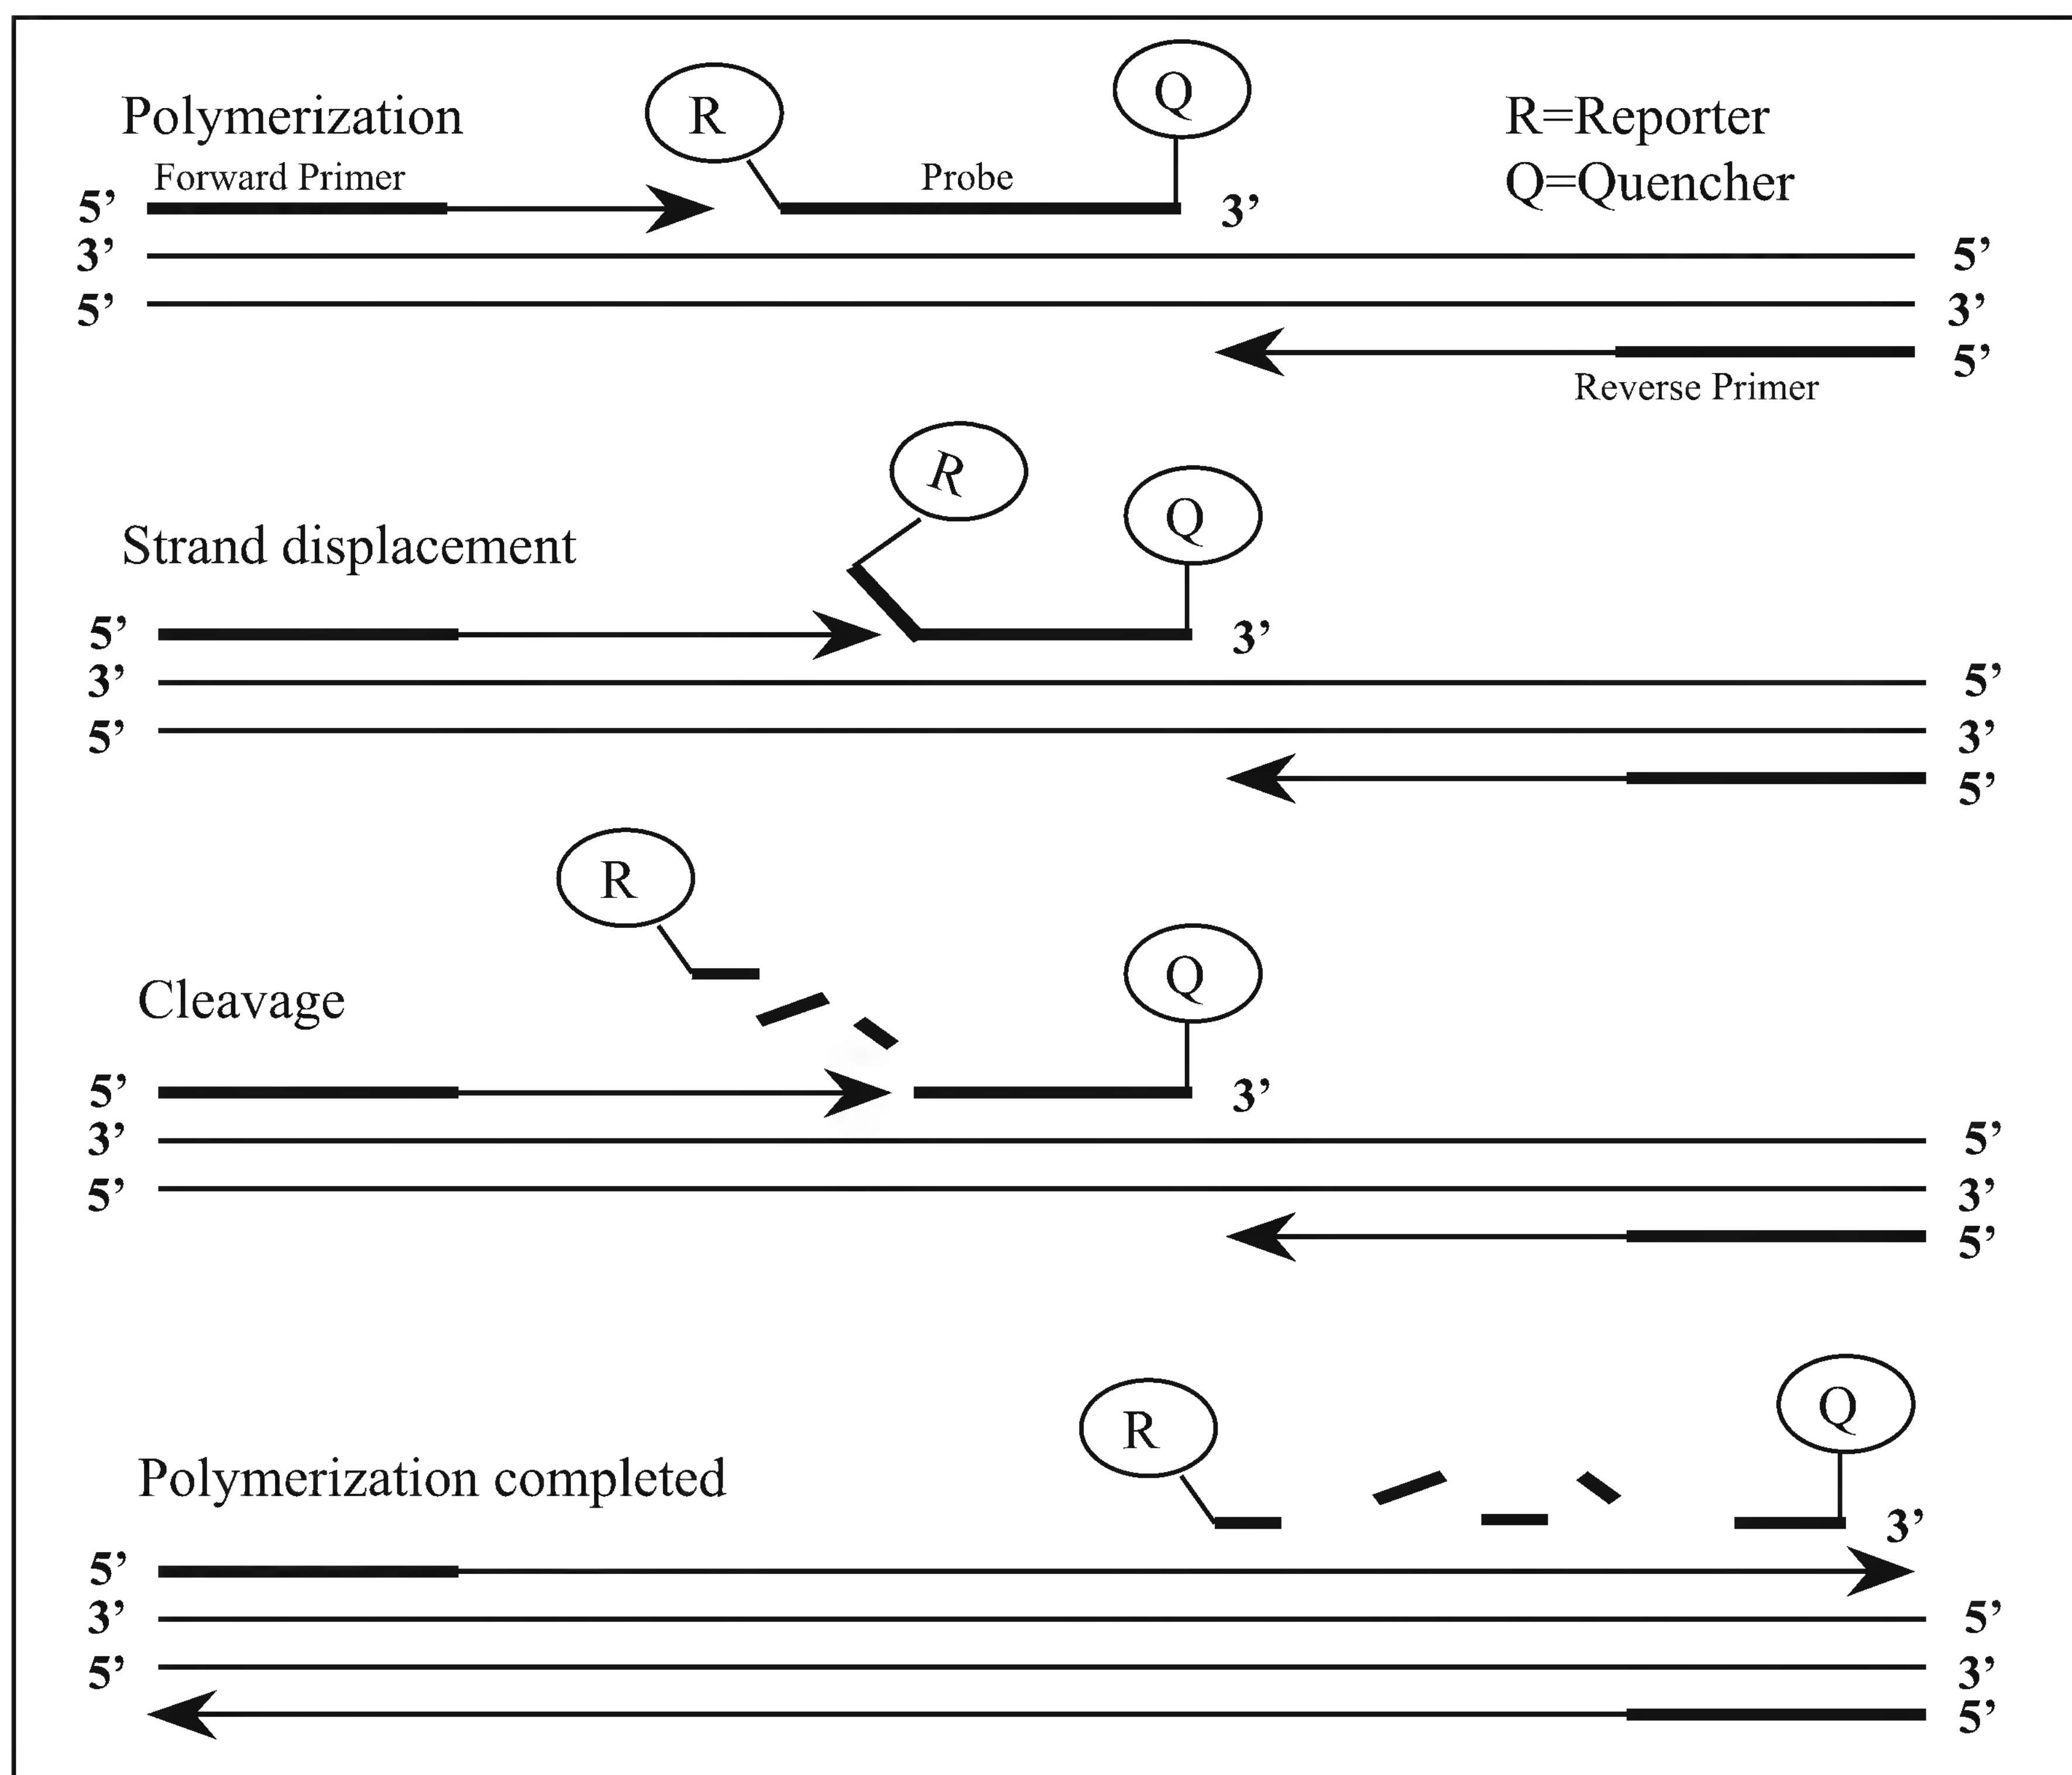 Polymerization
R
Q
R=Reporter
Q=Quencher
Forward Primer
Probe
5’
3’
3’
5’
5’
3’
5’
Reverse Primer
R
Q
Strand displacement
5’
3’
3’
5’
5’
3’
5’
R
Q
Cleavage
5’
3’
3’
5’
5’
3’
5’
R
Q
Polymerization completed
3’
5’
3’
5’
5’
3’
5’